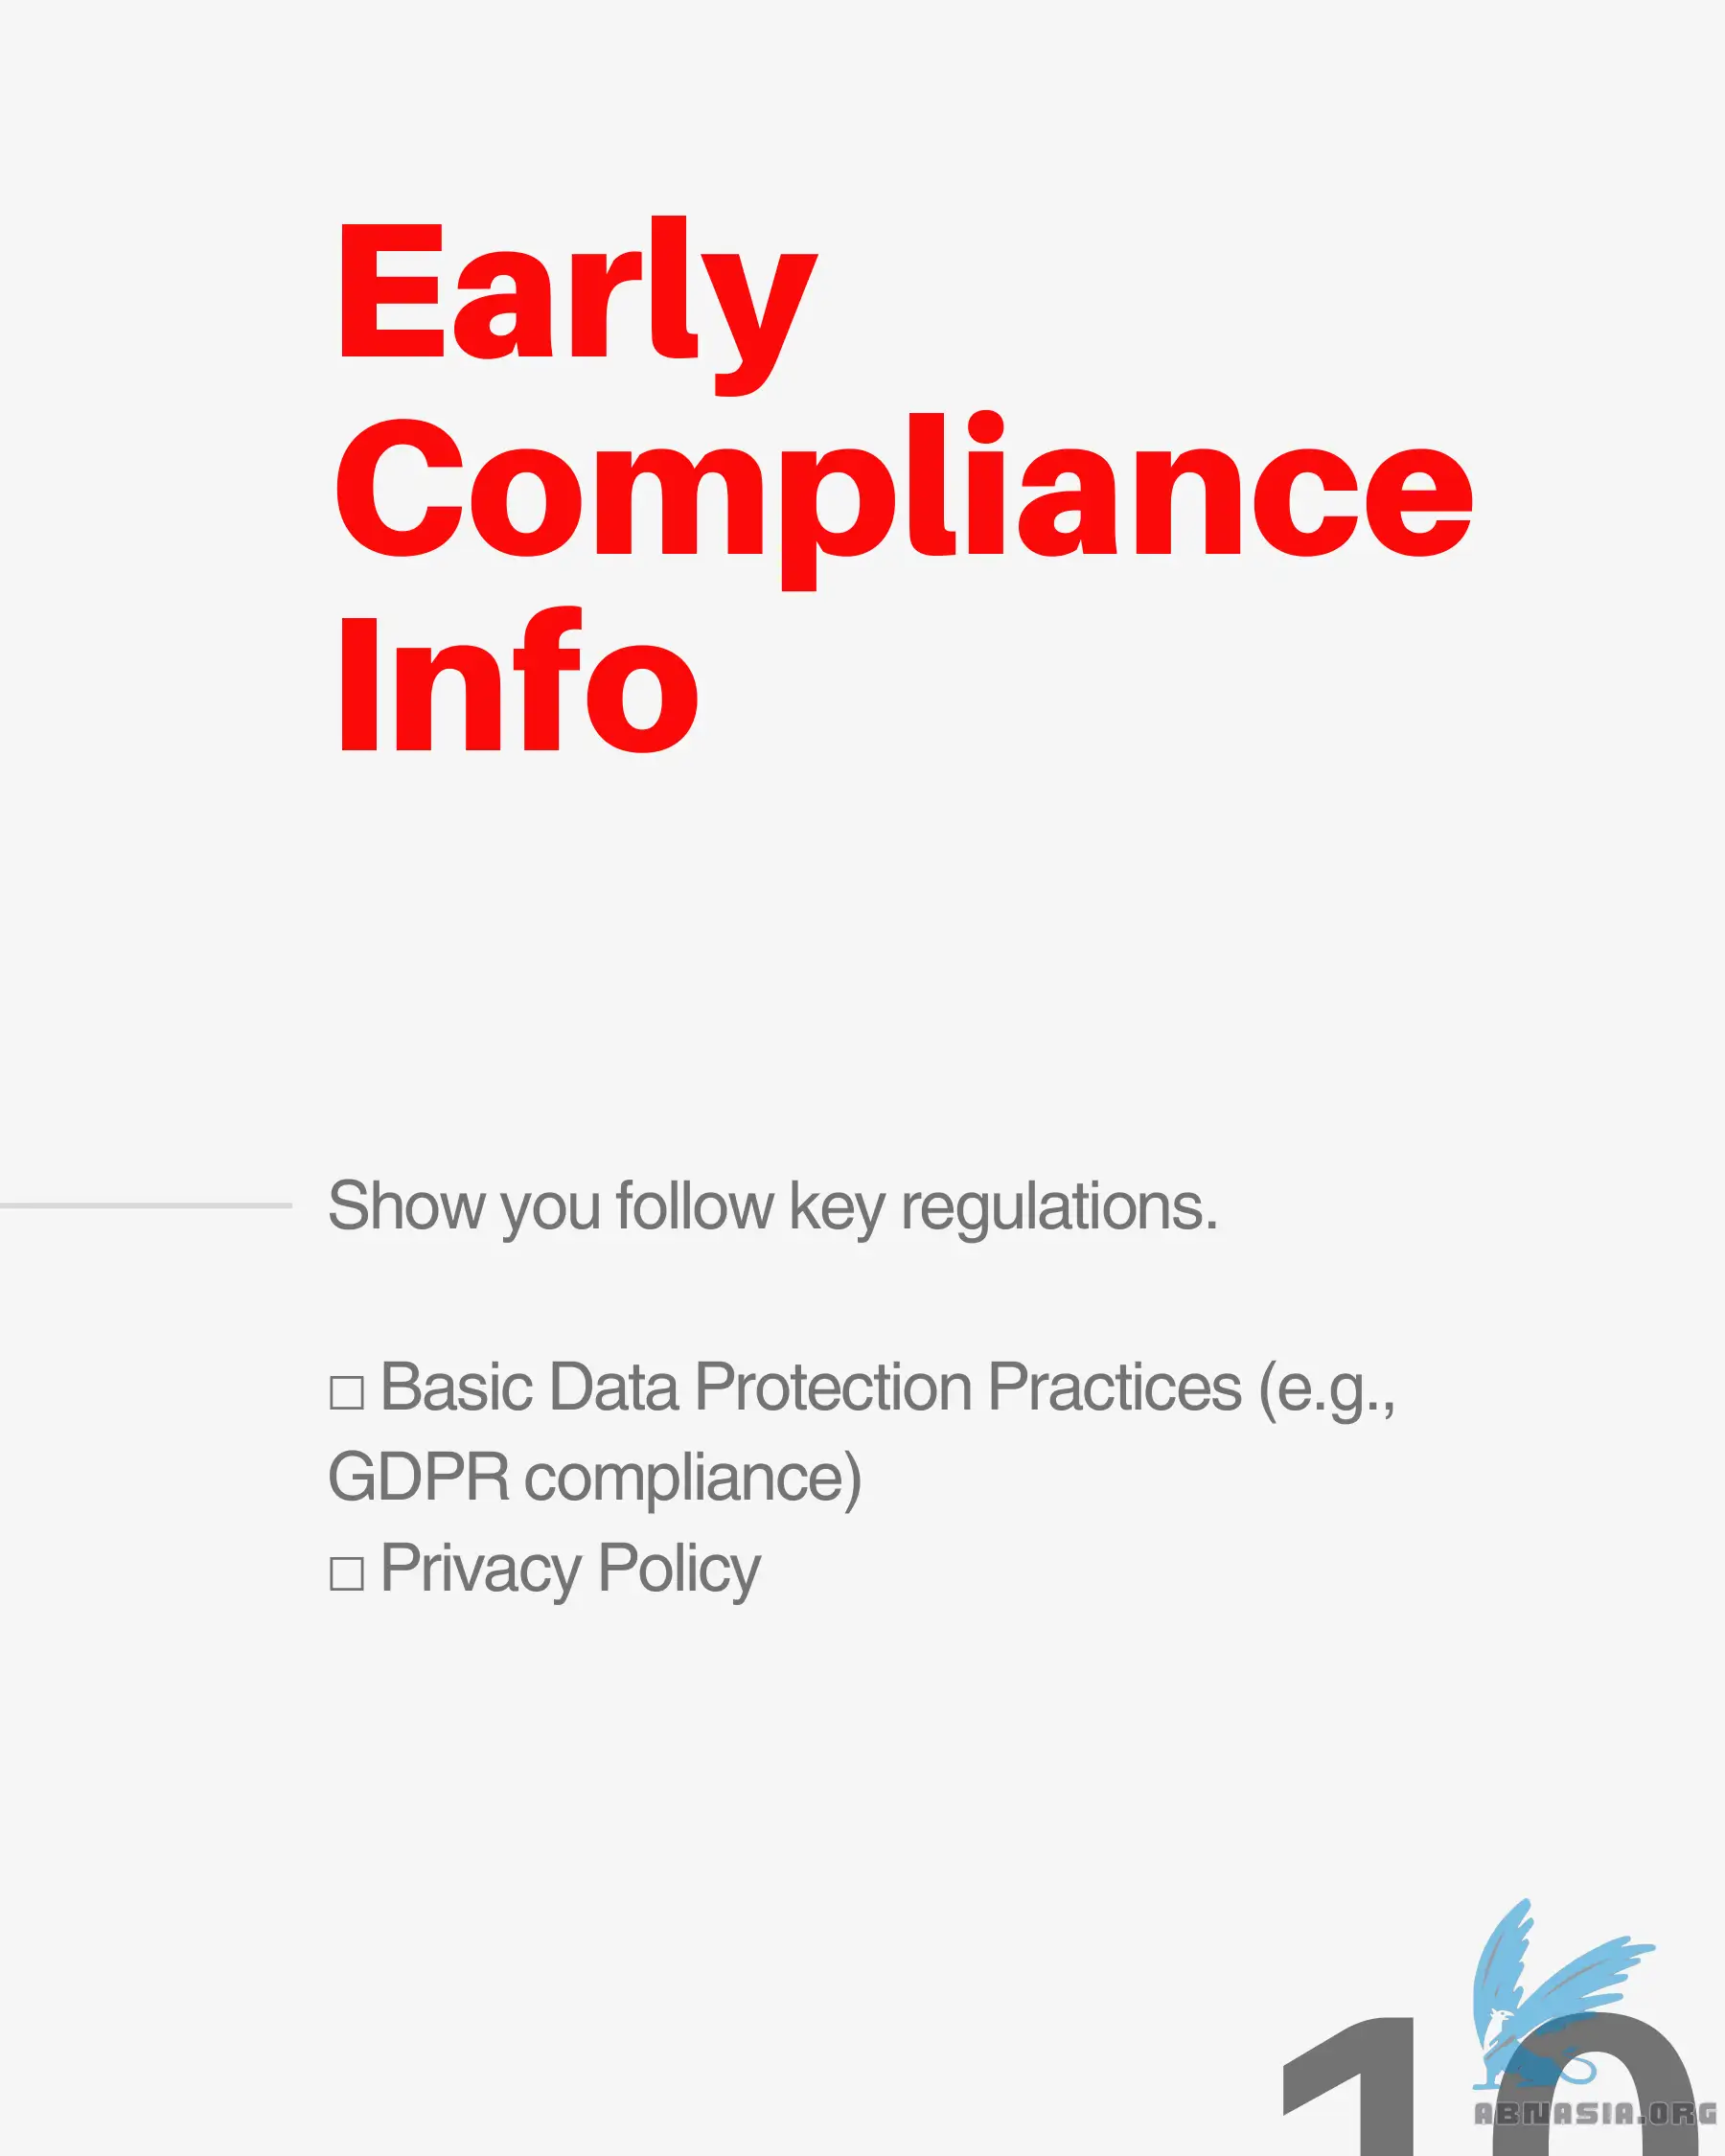 Early
Compliance
Info
Show you follow key regulations.
□ Basic Data Protection Practices (e.g.,
GDPR compliance)
□ Privacy Policy
10
ABNASIA.ORG